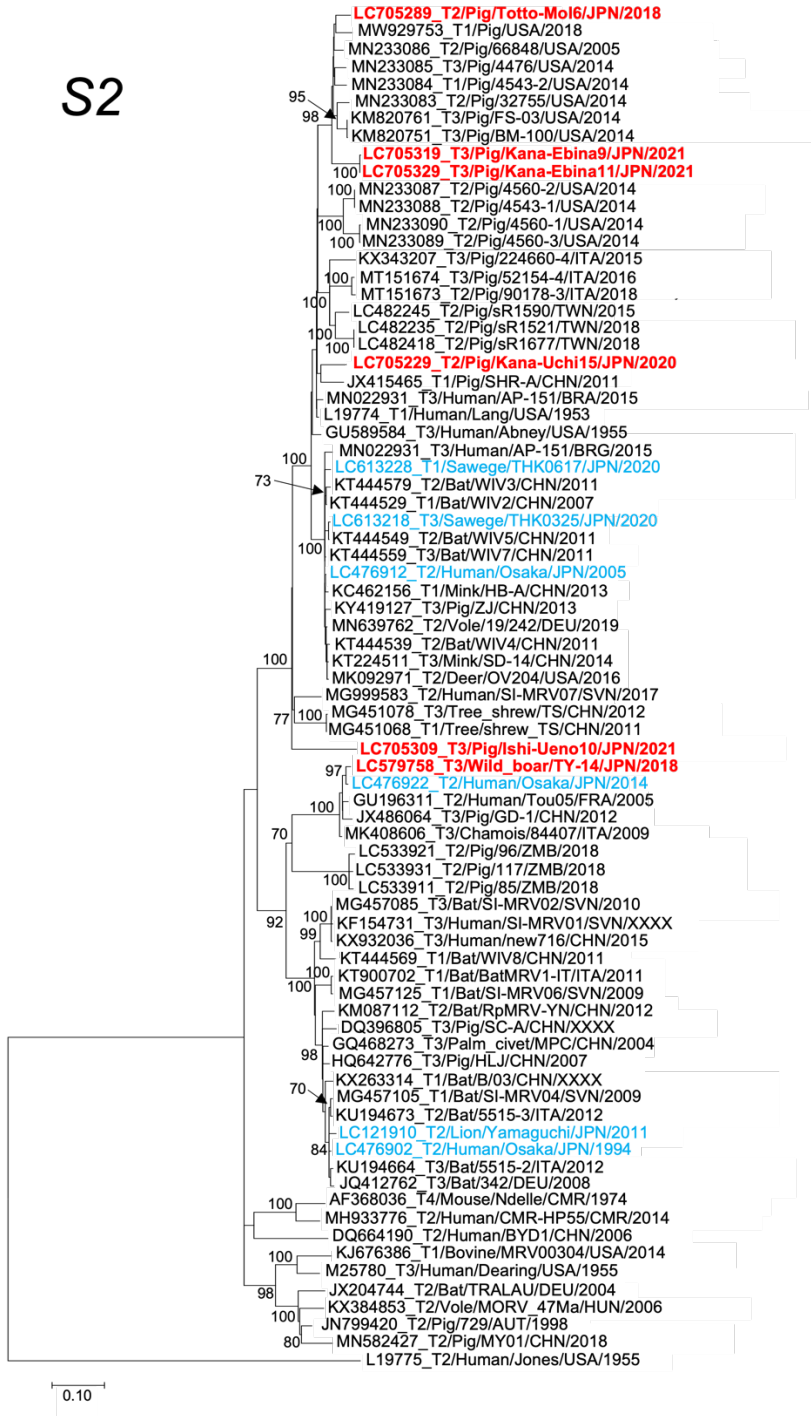 S2
LC705289_T2/Pig/Totto-Mol6/JPN/2018
MW929753_T1/Pig/USA/2018
MN233086_T2/Pig/66848/USA/2005
MN233085_T3/Pig/4476/USA/2014
MN233084_T1/Pig/4543-2/USA/2014
95
MN233083_T2/Pig/32755/USA/2014
98
KM820761_T3/Pig/FS-03/USA/2014
KM820751_T3/Pig/BM-100/USA/2014
LC705319_T3/Pig/Kana-Ebina9/JPN/2021
100
LC705329_T3/Pig/Kana-Ebina11/JPN/2021
100
MN233087_T2/Pig/4560-2/USA/2014
MN233088_T2/Pig/4543-1/USA/2014
100
MN233090_T2/Pig/4560-1/USA/2014
100
MN233089_T2/Pig/4560-3/USA/2014
KX343207_T3/Pig/224660-4/ITA/2015
MT151674_T3/Pig/52154-4/ITA/2016
100
100
MT151673_T2/Pig/90178-3/ITA/2018
LC482245_T2/Pig/sR1590/TWN/2015
LC482235_T2/Pig/sR1521/TWN/2018
100
100
LC482418_T2/Pig/sR1677/TWN/2018
LC705229_T2/Pig/Kana-Uchi15/JPN/2020
JX415465_T1/Pig/SHR-A/CHN/2011
MN022931_T3/Human/AP-151/BRA/2015
L19774_T1/Human/Lang/USA/1953
GU589584_T3/Human/Abney/USA/1955
MN022931_T3/Human/AP-151/BRG/2015
100
LC613228_T1/Sawege/THK0617/JPN/2020
73
KT444579_T2/Bat/WIV3/CHN/2011
KT444529_T1/Bat/WIV2/CHN/2007
LC613218_T3/Sawege/THK0325/JPN/2020
100
KT444549_T2/Bat/WIV5/CHN/2011
KT444559_T3/Bat/WIV7/CHN/2011
LC476912_T2/Human/Osaka/JPN/2005
KC462156_T1/Mink/HB-A/CHN/2013
KY419127_T3/Pig/ZJ/CHN/2013
MN639762_T2/Vole/19/242/DEU/2019
KT444539_T2/Bat/WIV4/CHN/2011
100
KT224511_T3/Mink/SD-14/CHN/2014
MK092971_T2/Deer/OV204/USA/2016
MG999583_T2/Human/SI-MRV07/SVN/2017
77
100
MG451078_T3/Tree_shrew/TS/CHN/2012
MG451068_T1/Tree/shrew_TS/CHN/2011
LC705309_T3/Pig/Ishi-Ueno10/JPN/2021
97
LC579758_T3/Wild_boar/TY-14/JPN/2018
LC476922_T2/Human/Osaka/JPN/2014
100
GU196311_T2/Human/Tou05/FRA/2005
JX486064_T3/Pig/GD-1/CHN/2012
70
MK408606_T3/Chamois/84407/ITA/2009
LC533921_T2/Pig/96/ZMB/2018
LC533931_T2/Pig/117/ZMB/2018
100
LC533911_T2/Pig/85/ZMB/2018
MG457085_T3/Bat/SI-MRV02/SVN/2010
92
100
KF154731_T3/Human/SI-MRV01/SVN/XXXX
99
KX932036_T3/Human/new716/CHN/2015
KT444569_T1/Bat/WIV8/CHN/2011
100
KT900702_T1/Bat/BatMRV1-IT/ITA/2011
100
MG457125_T1/Bat/SI-MRV06/SVN/2009
KM087112_T2/Bat/RpMRV-YN/CHN/2012
DQ396805_T3/Pig/SC-A/CHN/XXXX
98
GQ468273_T3/Palm_civet/MPC/CHN/2004
HQ642776_T3/Pig/HLJ/CHN/2007
70
KX263314_T1/Bat/B/03/CHN/XXXX
MG457105_T1/Bat/SI-MRV04/SVN/2009
KU194673_T2/Bat/5515-3/ITA/2012
LC121910_T2/Lion/Yamaguchi/JPN/2011
84
LC476902_T2/Human/Osaka/JPN/1994
KU194664_T3/Bat/5515-2/ITA/2012
JQ412762_T3/Bat/342/DEU/2008
100
AF368036_T4/Mouse/Ndelle/CMR/1974
MH933776_T2/Human/CMR-HP55/CMR/2014
DQ664190_T2/Human/BYD1/CHN/2006
100
KJ676386_T1/Bovine/MRV00304/USA/2014
M25780_T3/Human/Dearing/USA/1955
98
JX204744_T2/Bat/TRALAU/DEU/2004
100
KX384853_T2/Vole/MORV_47Ma/HUN/2006
JN799420_T2/Pig/729/AUT/1998
80
MN582427_T2/Pig/MY01/CHN/2018
L19775_T2/Human/Jones/USA/1955
0.10